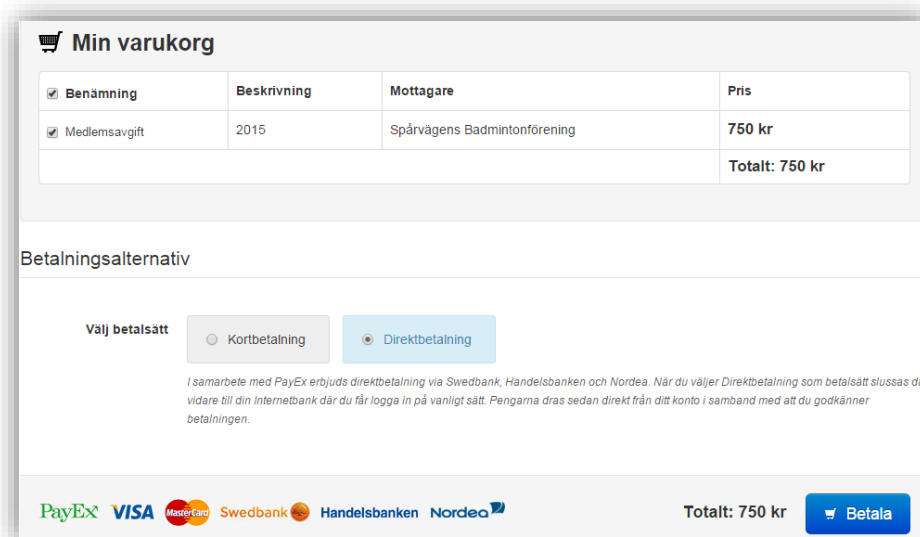 Min varukorg
Benämning Beskrivning Mottagare Pris
Medlemsavgift 2015 Spårvägens Badmintonförening 750 kr
Totalt: 750 kr
Betalningsalternativ
Välj betalsätt Kortbetalning Direktbetalning
I samarbete med PayEx erbjuds direktbetalning via Swedbank, Handelsbanken och Nordea. När du väljer Direktbetalning som betalsätt slussas
vidare till din Internetbank där du får logga in på vanligt sätt. Pengarna dras sedan direkt från ditt konto i samband med att du godkänner
betalningen.
PayEx VISA MasterCard Swedbank Handelsbanken Nordea Totalt: 750 kr Betala